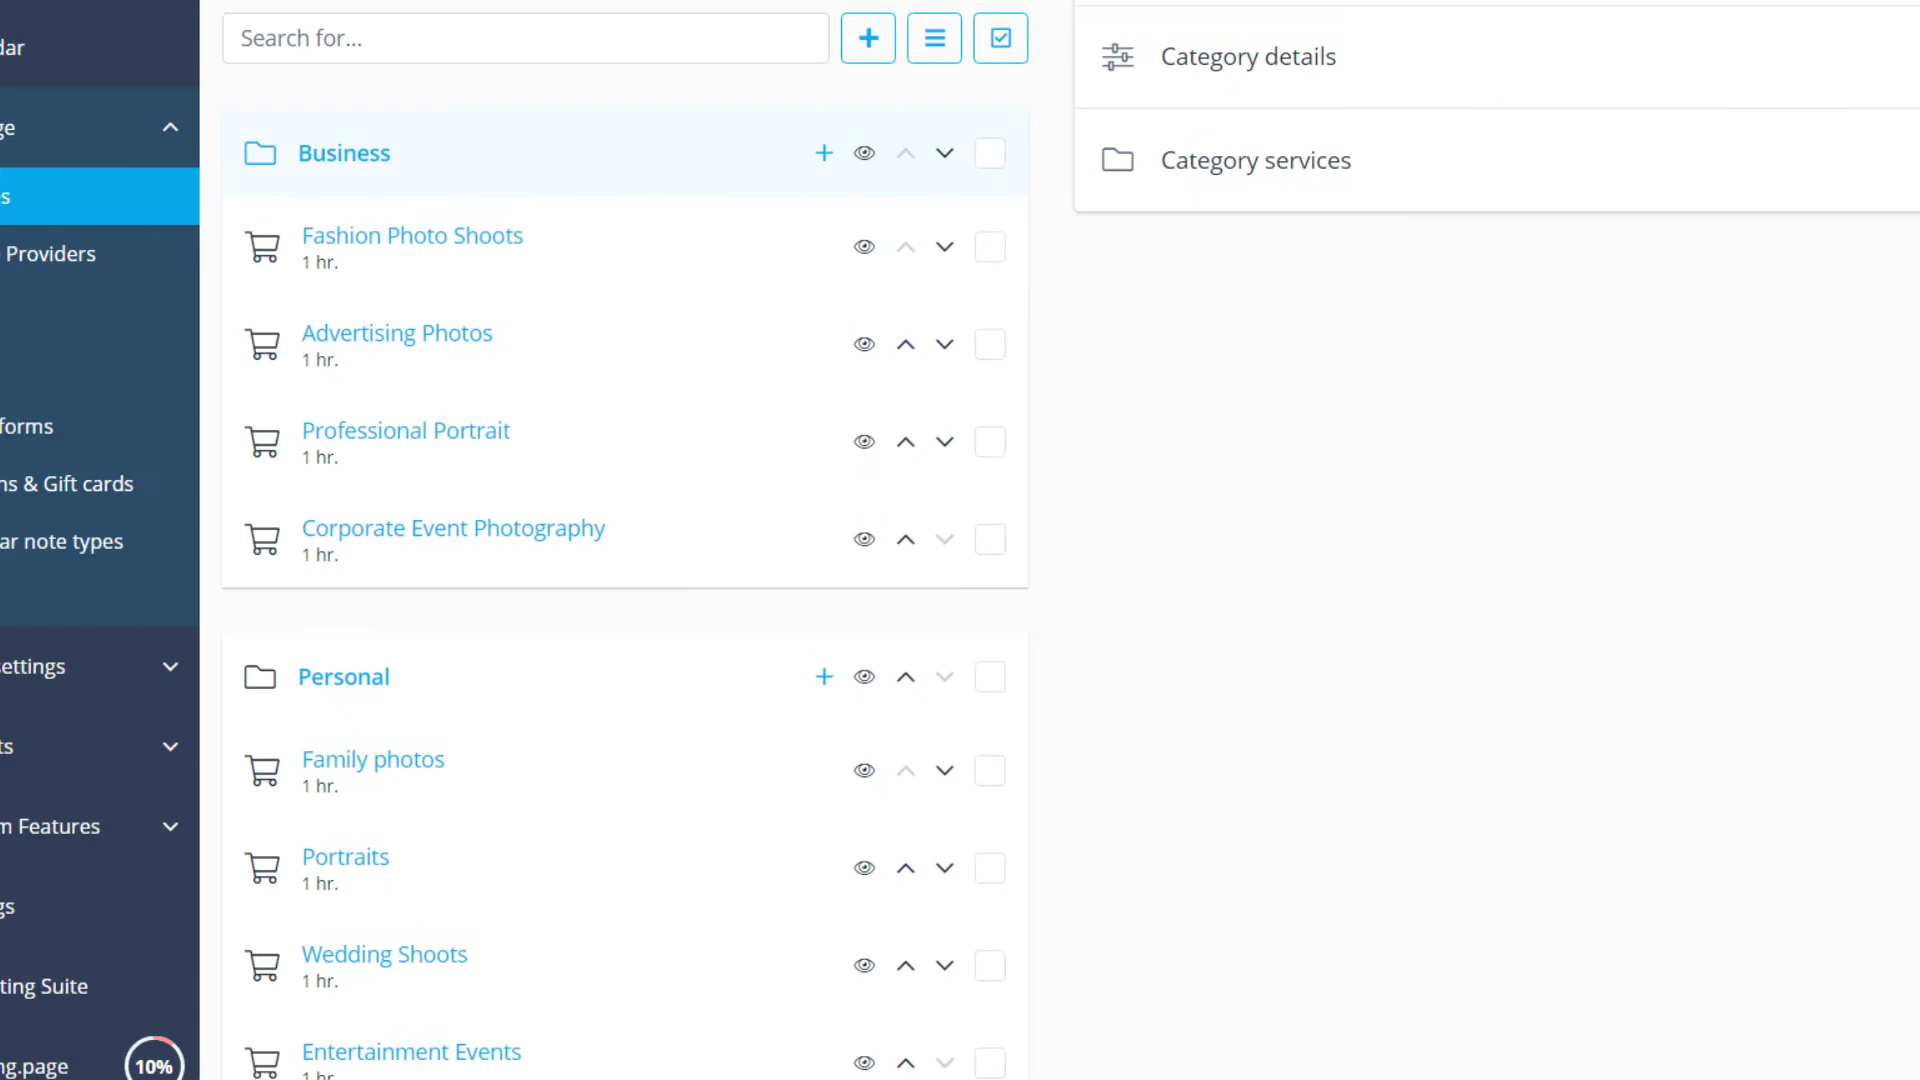 dar
ge
s
Providers
forms
ns & Gift cards
ar note types
settings
ts
m Features
gs
ting Suite
ng.page
10%
Search for...
Business
Fashion Photo Shoots
1 hr.
Advertising Photos
1 hr.
Professional Portrait
1 hr.
Corporate Event Photography
1 hr.
Personal
Family photos
1 hr.
Portraits
1 hr.
Wedding Shoots
1 hr.
Entertainment Events
1 hr.
Category details
Category services